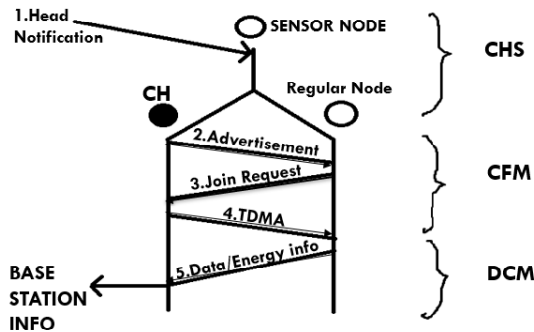 1.Head
Notification
SENSOR NODE
CHS
CH
Regular Node
2.Advertisement
CFM
3.Join Request
4.TDMA
5.Data/Energy info
DCM
BASE
STATION
INFO